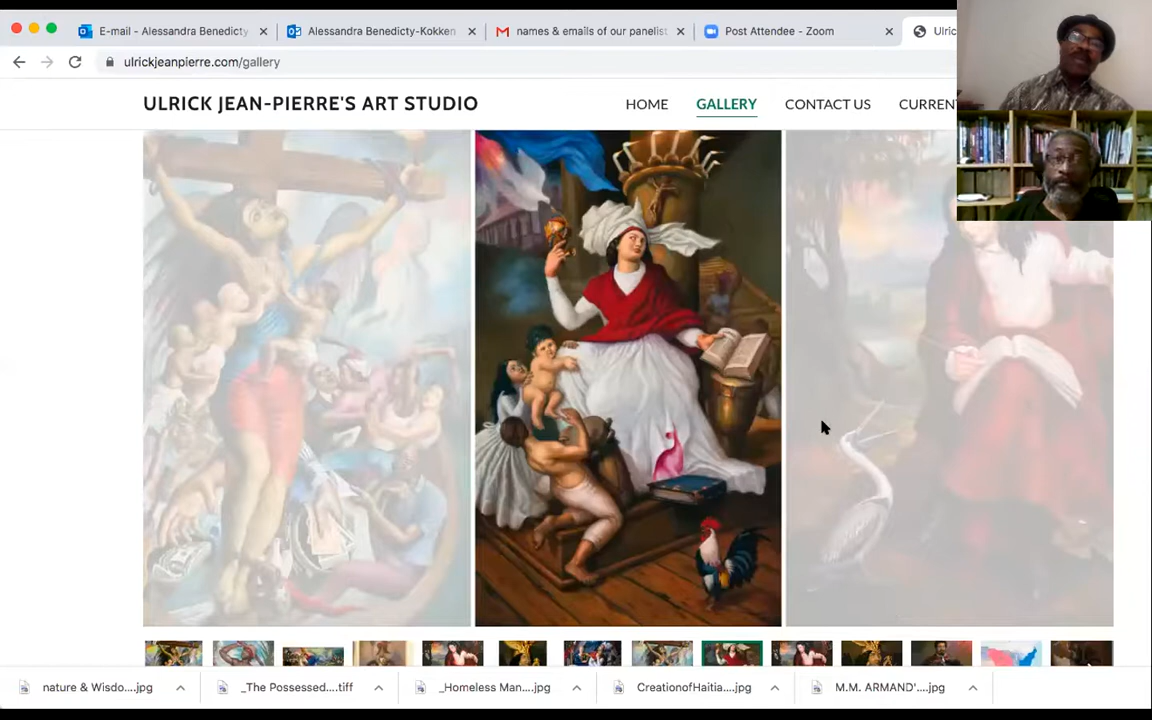 E-mail - Alessandra Benedicty
Alessandra Benedicty-Kokken
names & emails of our panelist
Post Attendee - Zoom
Ulric
ulrickjeanpierre.com/gallery
ULRICK JEAN-PIERRE'S ART STUDIO
HOME
GALLERY
CONTACT US
CURREN
nature & Wisdo....jpg
_The Possessed....tiff
_Homeless Man....jpg
CreationofHaitia....jpg
M.M. ARMAND'....jpg